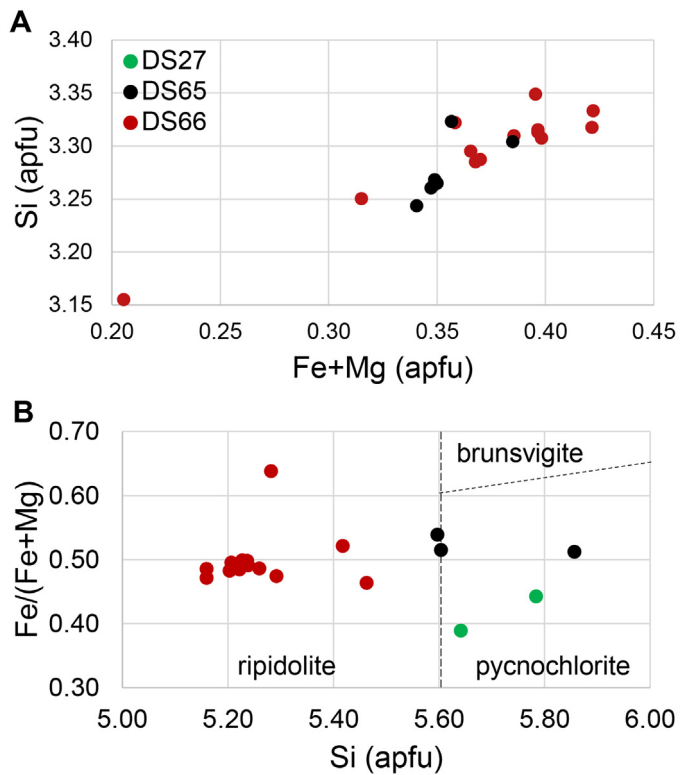 A
3.40
3.35
3.30
3.25
3.20
3.15
Si (apfu)
DS27
DS65
DS66
0.20 0.25 0.30 0.35 0.40 0.45
Fe+Mg (apfu)
B
0.70
0.60
0.50
0.40
0.30
Fe/(Fe+Mg)
brunsvigite
ripidolite pycnochlorite
5.00 5.20 5.40 5.60 5.80 6.00
Si (apfu)